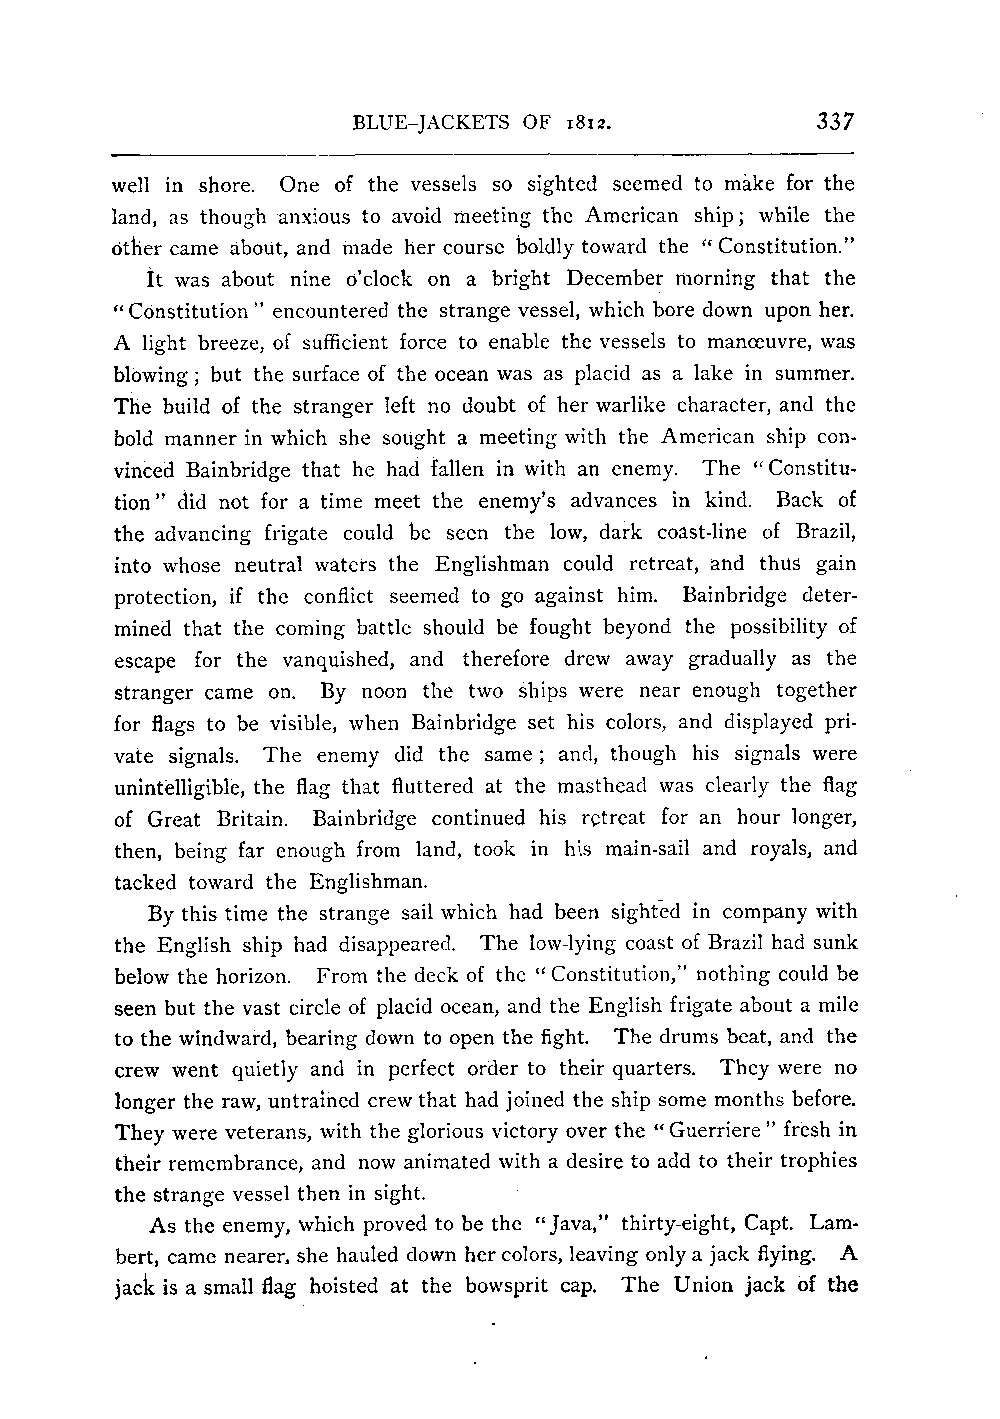 BLUE-JACKETS OF 1812. 337
well in shore. One of the vessels so sighted seemed to make for the
land, as though anxious to avoid meeting the American ship; while the
other came about, and made her course boldly toward the “Constitution.”
It was about nine o'clock on a bright December morning that the
“Constitution” encountered the strange vessel, which bore down upon her.
A light breeze, of sufficient force to enable the vessels to manœuvre, was
blowing; but the surface of the ocean was as placid as a lake in summer.
The build of the stranger left no doubt of her warlike character, and the
bold manner in which she sought a meeting with the American ship con-
vinced Bainbridge that he had fallen in with an enemy. The “Constitu-
tion” did not for a time meet the enemy's advances in kind. Back of
the advancing frigate could be seen the low, dark coast-line of Brazil,
into whose neutral waters the Englishman could retreat, and thus gain
protection, if the conflict seemed to go against him. Bainbridge deter-
mined that the coming battle should be fought beyond the possibility of
escape for the vanquished, and therefore drew away gradually as the
stranger came on. By noon the two ships were near enough together
for flags to be visible, when Bainbridge set his colors, and displayed pri-
vate signals. The enemy did the same; and, though his signals were
unintelligible, the flag that fluttered at the masthead was clearly the flag
of Great Britain. Bainbridge continued his retreat for an hour longer,
then, being far enough from land, took in his main-sail and royals, and
tacked toward the Englishman.
By this time the strange sail which had been sighted in company with
the English ship had disappeared. The low-lying coast of Brazil had sunk
below the horizon. From the deck of the “Constitution,” nothing could be
seen but the vast circle of placid ocean, and the English frigate about a mile
to the windward, bearing down to open the fight. The drums beat, and the
crew went quietly and in perfect order to their quarters. They were no
longer the raw, untrained crew that had joined the ship some months before.
They were veterans, with the glorious victory over the “Guerriere” fresh in
their remembrance, and now animated with a desire to add to their trophies
the strange vessel then in sight.
As the enemy, which proved to be the “Java,” thirty-eight, Capt. Lam-
bert, came nearer, she hauled down her colors, leaving only a jack flying. A
jack is a small flag hoisted at the bowsprit cap. The Union jack of the